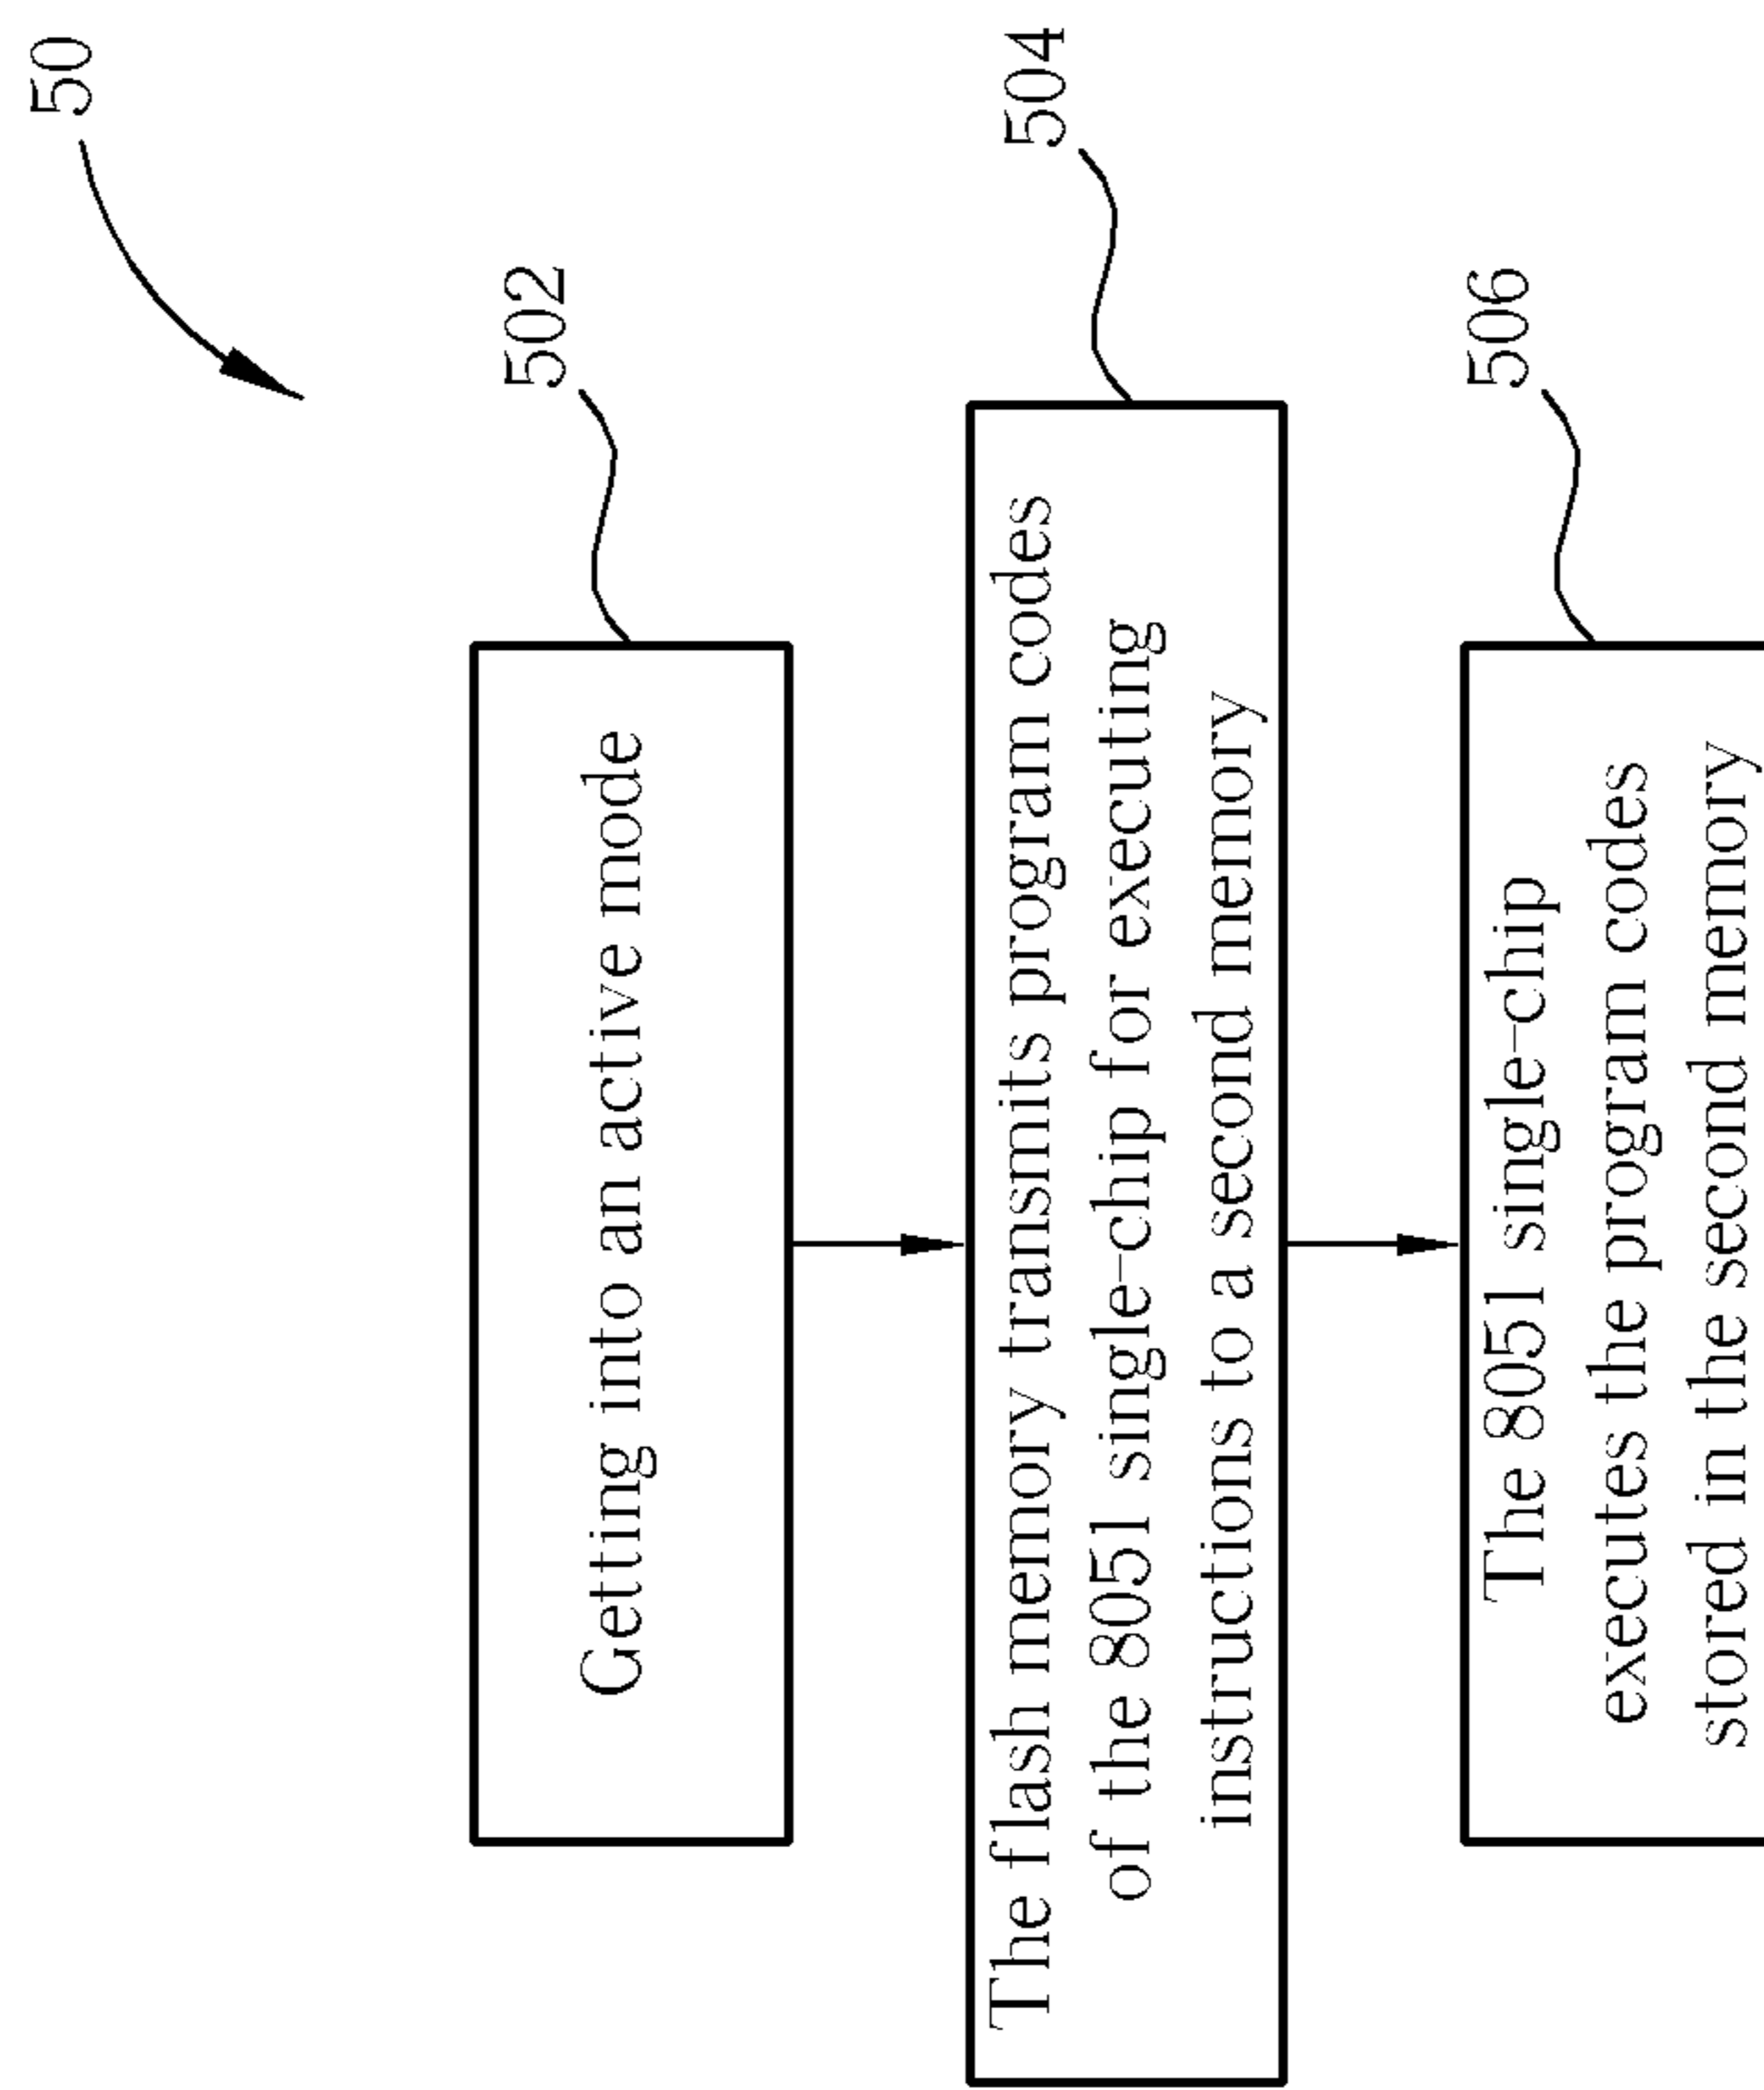 50
502
Getting into an active mode
504
The flash memory transmits program codes
of the 8051 single-chip for executing
instructions to a second memory
506
The 8051 single-chip
executes the program codes
stored in the second memory